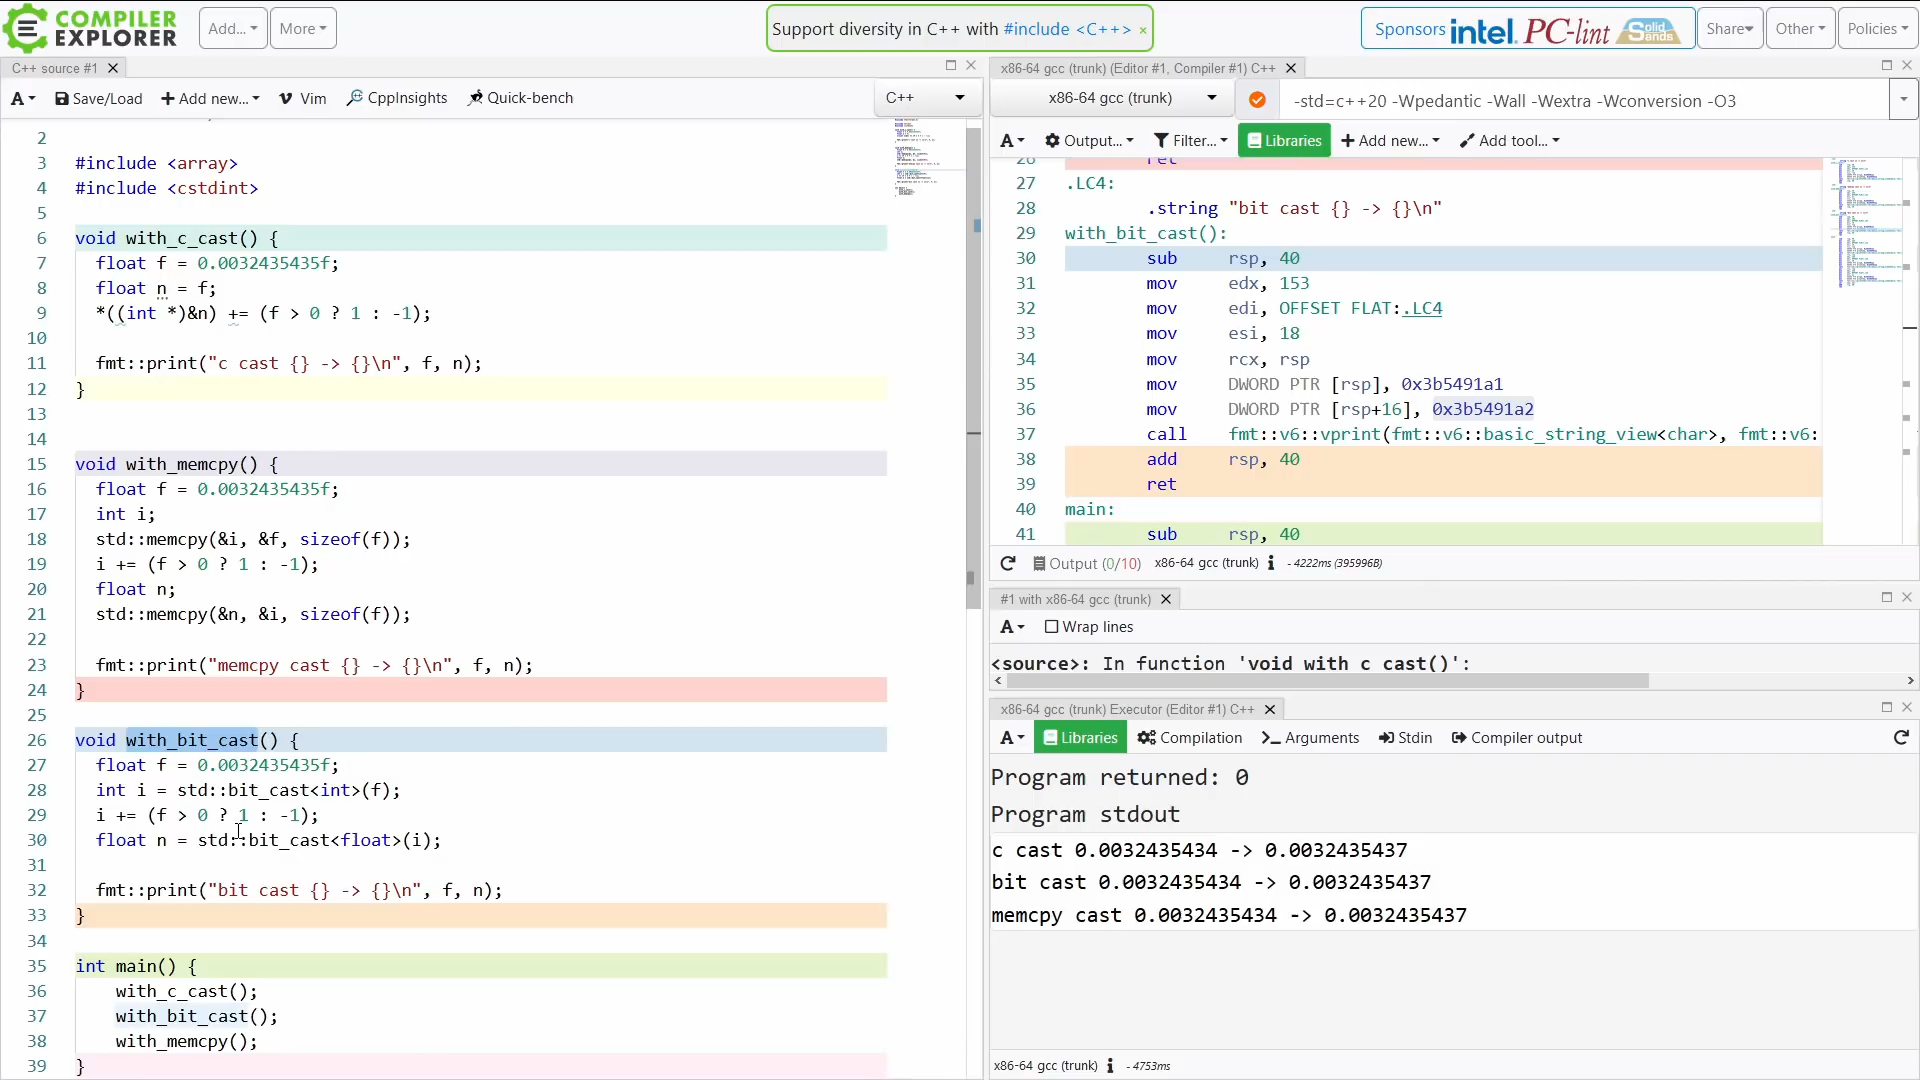 COMPILER
EXPLORER
Add...
More
Support diversity in C++ with #include <C++> ×
Sponsors intel. PC-lint Solid Sands
Share
Other
Policies
C++ source #1
A
Save/Load
Add new...
Vim
CppInsights
Quick-bench
C++
2
3 #include <array>
4 #include <cstdint>
5
6 void with_c_cast() {
7 float f = 0.0032435435f;
8 float n = f;
9 *((int *)&n) += (f > 0 ? 1 : -1);
10
11 fmt::print("c cast {} -> {}\n", f, n);
12 }
13
14
15 void with_memcpy() {
16 float f = 0.0032435435f;
17 int i;
18 std::memcpy(&i, &f, sizeof(f));
19 i += (f > 0 ? 1 : -1);
20 float n;
21 std::memcpy(&n, &i, sizeof(f));
22
23 fmt::print("memcpy cast {} -> {}\n", f, n);
24 }
25
26 void with_bit_cast() {
27 float f = 0.0032435435f;
28 int i = std::bit_cast<int>(f);
29 i += (f > 0 ? 1 : -1);
30 float n = std::bit_cast<float>(i);
31
32 fmt::print("bit cast {} -> {}\n", f, n);
33 }
34
35 int main() {
36 with_c_cast();
37 with_bit_cast();
38 with_memcpy();
39 }
x86-64 gcc (trunk) (Editor #1, Compiler #1) C++
x86-64 gcc (trunk)
-std=c++20 -Wpedantic -Wall -Wextra -Wconversion -O3
A
Output...
Filter...
Libraries
Add new...
Add tool...
26 ret
27 .LC4:
28 .string "bit cast {} -> {}\n"
29 with_bit_cast():
30 sub rsp, 40
31 mov edx, 153
32 mov edi, OFFSET FLAT:.LC4
33 mov esi, 18
34 mov rcx, rsp
35 mov DWORD PTR [rsp], 0x3b5491a1
36 mov DWORD PTR [rsp+16], 0x3b5491a2
37 call fmt::v6::vprint(fmt::v6::basic_string_view<char>, fmt::v6:
38 add rsp, 40
39 ret
40 main:
41 sub rsp, 40
Output (0/10) x86-64 gcc (trunk) i - 4222ms (395996B)
#1 with x86-64 gcc (trunk)
A
Wrap lines
<source>: In function 'void with c cast()':
x86-64 gcc (trunk) Executor (Editor #1) C++
A
Libraries
Compilation
Arguments
Stdin
Compiler output
Program returned: 0
Program stdout
c cast 0.0032435434 -> 0.0032435437
bit cast 0.0032435434 -> 0.0032435437
memcpy cast 0.0032435434 -> 0.0032435437
x86-64 gcc (trunk) i - 4753ms